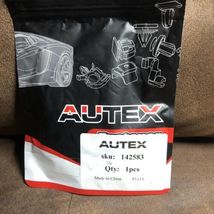 AUTEX
AUTEX
sku: 142583
Qty: 1pcs
Made In China